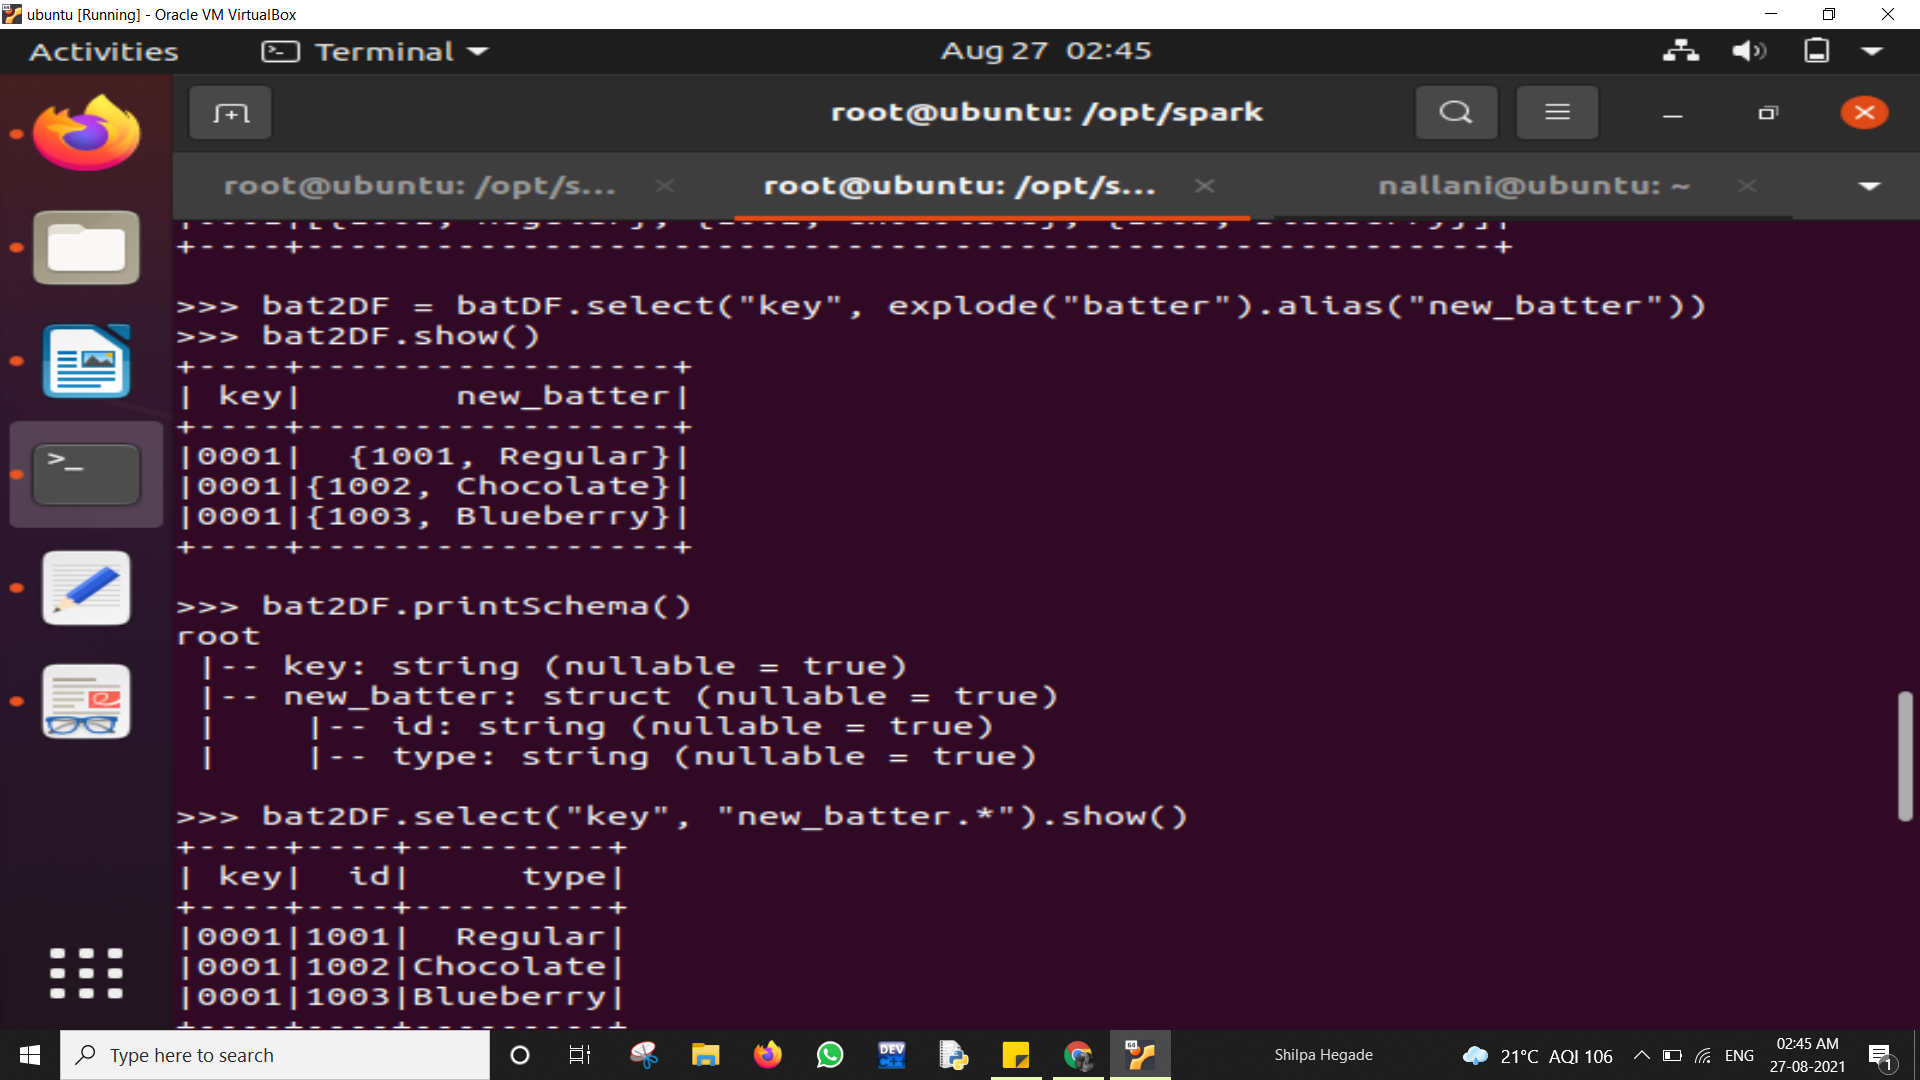 ubuntu [Running] - Oracle VM VirtualBox
Activities
Terminal
Aug 27 02:45
root@ubuntu: /opt/spark
root@ubuntu: /opt/s...
root@ubuntu: /opt/s...
nallani@ubuntu: ~
+----+--------------------------------------------------------+
>>> bat2DF = batDF.select("key", explode("batter").alias("new_batter"))
>>> bat2DF.show()
+----+-----------------+
| key|       new_batter|
+----+-----------------+
|0001|  {1001, Regular}|
|0001|{1002, Chocolate}|
|0001|{1003, Blueberry}|
+----+-----------------+
>>> bat2DF.printSchema()
root
 |-- key: string (nullable = true)
 |-- new_batter: struct (nullable = true)
 |    |-- id: string (nullable = true)
 |    |-- type: string (nullable = true)
>>> bat2DF.select("key", "new_batter.*").show()
+----+----+---------+
| key|  id|     type|
+----+----+---------+
|0001|1001|  Regular|
|0001|1002|Chocolate|
|0001|1003|Blueberry|
+----+----+---------+
64
DEV
Type here to search
Shilpa Hegade
21°C AQI 106
ENG
02:45 AM
27-08-2021
1